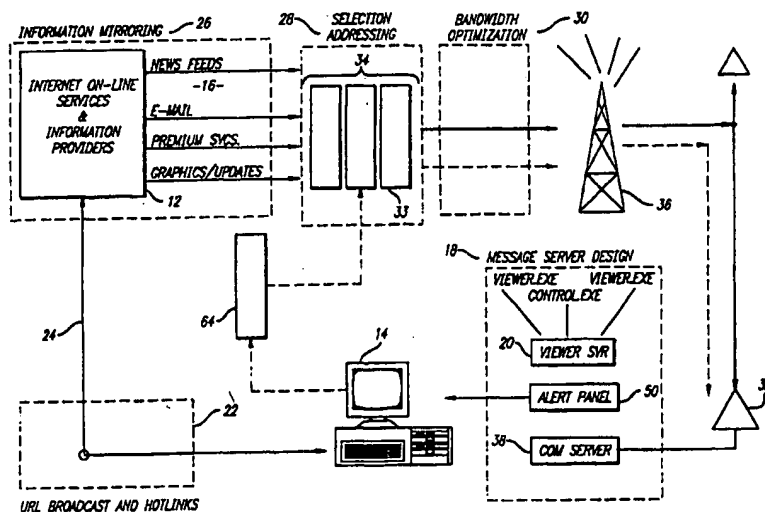 INFORMATION MIRRORING 26
28 SELECTION ADDRESSING
BANDWIDTH OPTIMIZATION 30
INTERNET ON-LINE SERVICES & INFORMATION PROVIDERS
NEWS FEEDS
-16-
E-MAIL
PREMIUM SVCS.
GRAPHICS/UPDATES
12
34
33
36
24
64
14
22
URL BROADCAST AND HOTLINKS
18 MESSAGE SERVER DESIGN
VIEWER.EXE VIEWER.EXE
CONTROL.EXE
20 VIEWER SVR
ALERT PANEL 50
38 COM SERVER